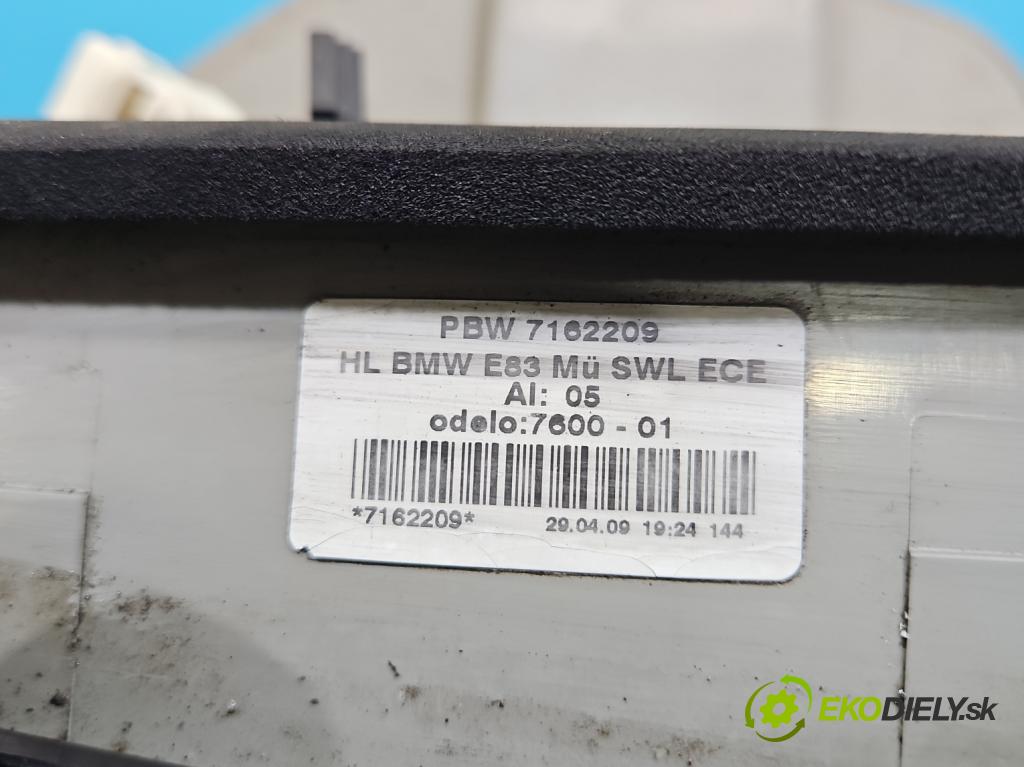 PBW 7162209
HL BMW E83 Mü SWL ECE
AI: 05
odelo:7600 - 01
*7162209* 29.04.09 19:24 144
EKODIELY.sk